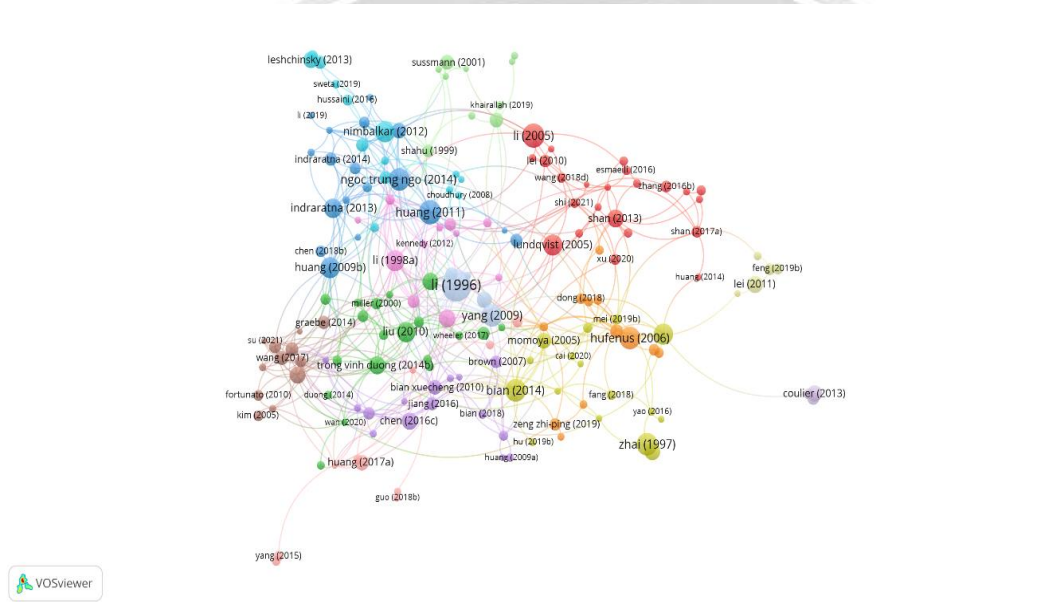 leshchinsky (2013)
sussmann (2001)
sweta (2019)
hussaini (2016)
khairallah (2019)
li (2019)
nimbalkar (2012)
li (2005)
shahu (1999)
indraratna (2014)
lei (2010)
esmaeili (2016)
wang (2018d)
ngoc trung ngo (2014)
zhang (2016b)
choudhury (2008)
shi (2021)
indraratna (2013)
huang (2011)
shan (2013)
shan (2017a)
kennedy (2012)
lundqvist (2005)
chen (2018b)
li (1998a)
xu (2020)
huang (2009b)
feng (2019b)
huang (2014)
lei (2011)
li (1996)
dong (2018)
miller (2000)
yang (2009)
mei (2019b)
graebe (2014)
liu (2010)
wheeler (2017)
hufenus (2006)
su (2021)
momoya (2005)
wang (2017)
cai (2020)
trong vinh duong (2014b)
brown (2007)
bian xuecheng (2010)
bian (2014)
fortunato (2010)
duong (2014)
fang (2018)
coulier (2013)
jiang (2016)
kim (2005)
bian (2018)
yao (2016)
wan (2020)
chen (2016c)
zeng zhi-ping (2019)
hu (2019b)
zhai (1997)
huang (2009a)
huang (2017a)
guo (2018b)
yang (2015)
VOSviewer